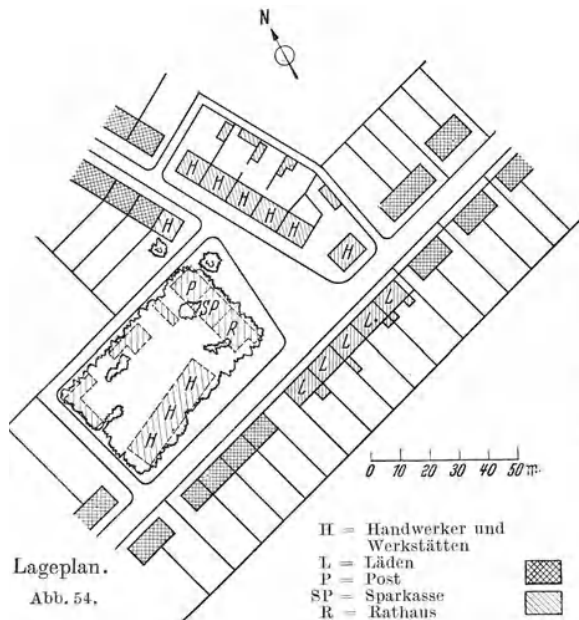 N
H H H H H
H
H
P
SP
R
H
H
H
L
L
L
L
L
0 10 20 30 40 50 m.
H = Handwerker und
Werkstätten
L = Läden
P = Post
SP = Sparkasse
R = Rathaus
Lageplan.
Abb. 54.